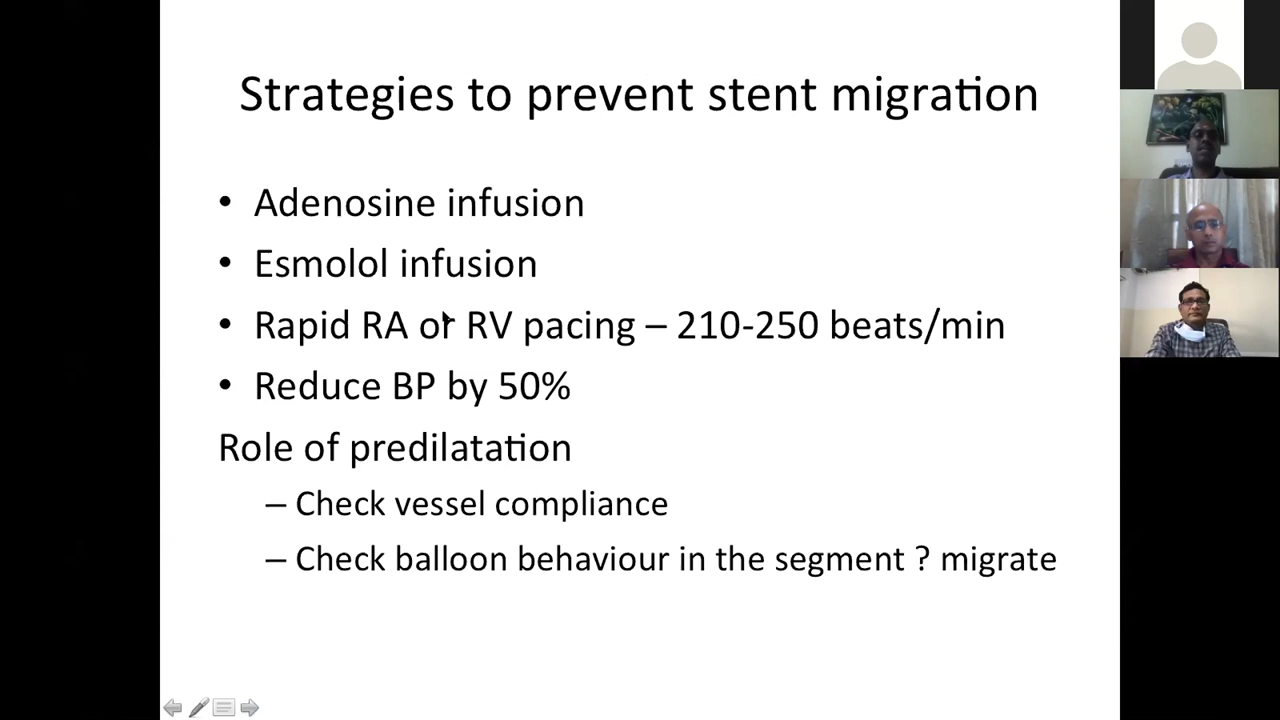 Strategies to prevent stent migration
• Adenosine infusion
• Esmolol infusion
• Rapid RA or RV pacing – 210-250 beats/min
• Reduce BP by 50%
Role of predilatation
– Check vessel compliance
– Check balloon behaviour in the segment ? migrate